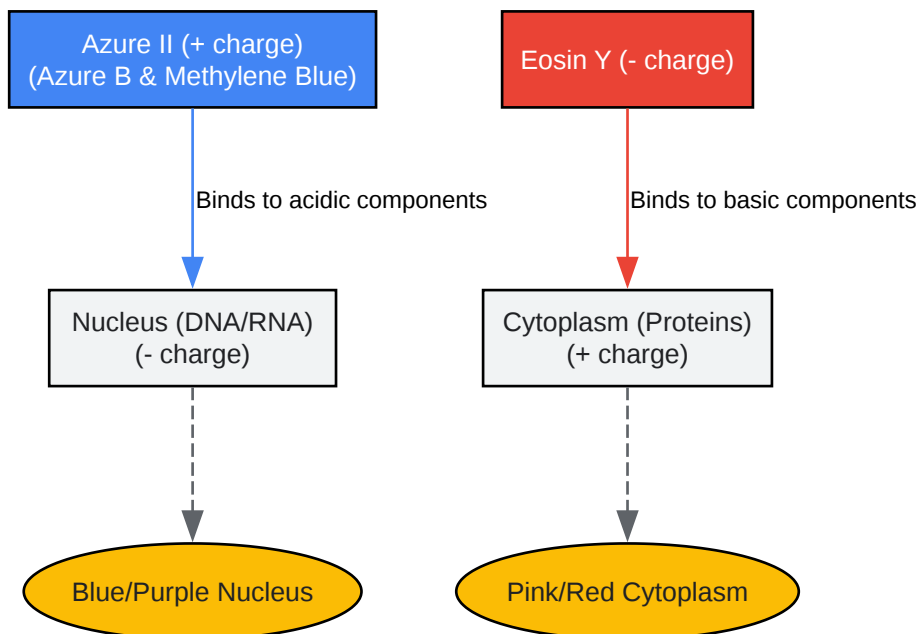 Azure II (+ charge)
(Azure B & Methylene Blue)
Eosin Y (- charge)
Binds to acidic components
Binds to basic components
Nucleus (DNA/RNA)
(- charge)
Cytoplasm (Proteins)
(+ charge)
Blue/Purple Nucleus
Pink/Red Cytoplasm